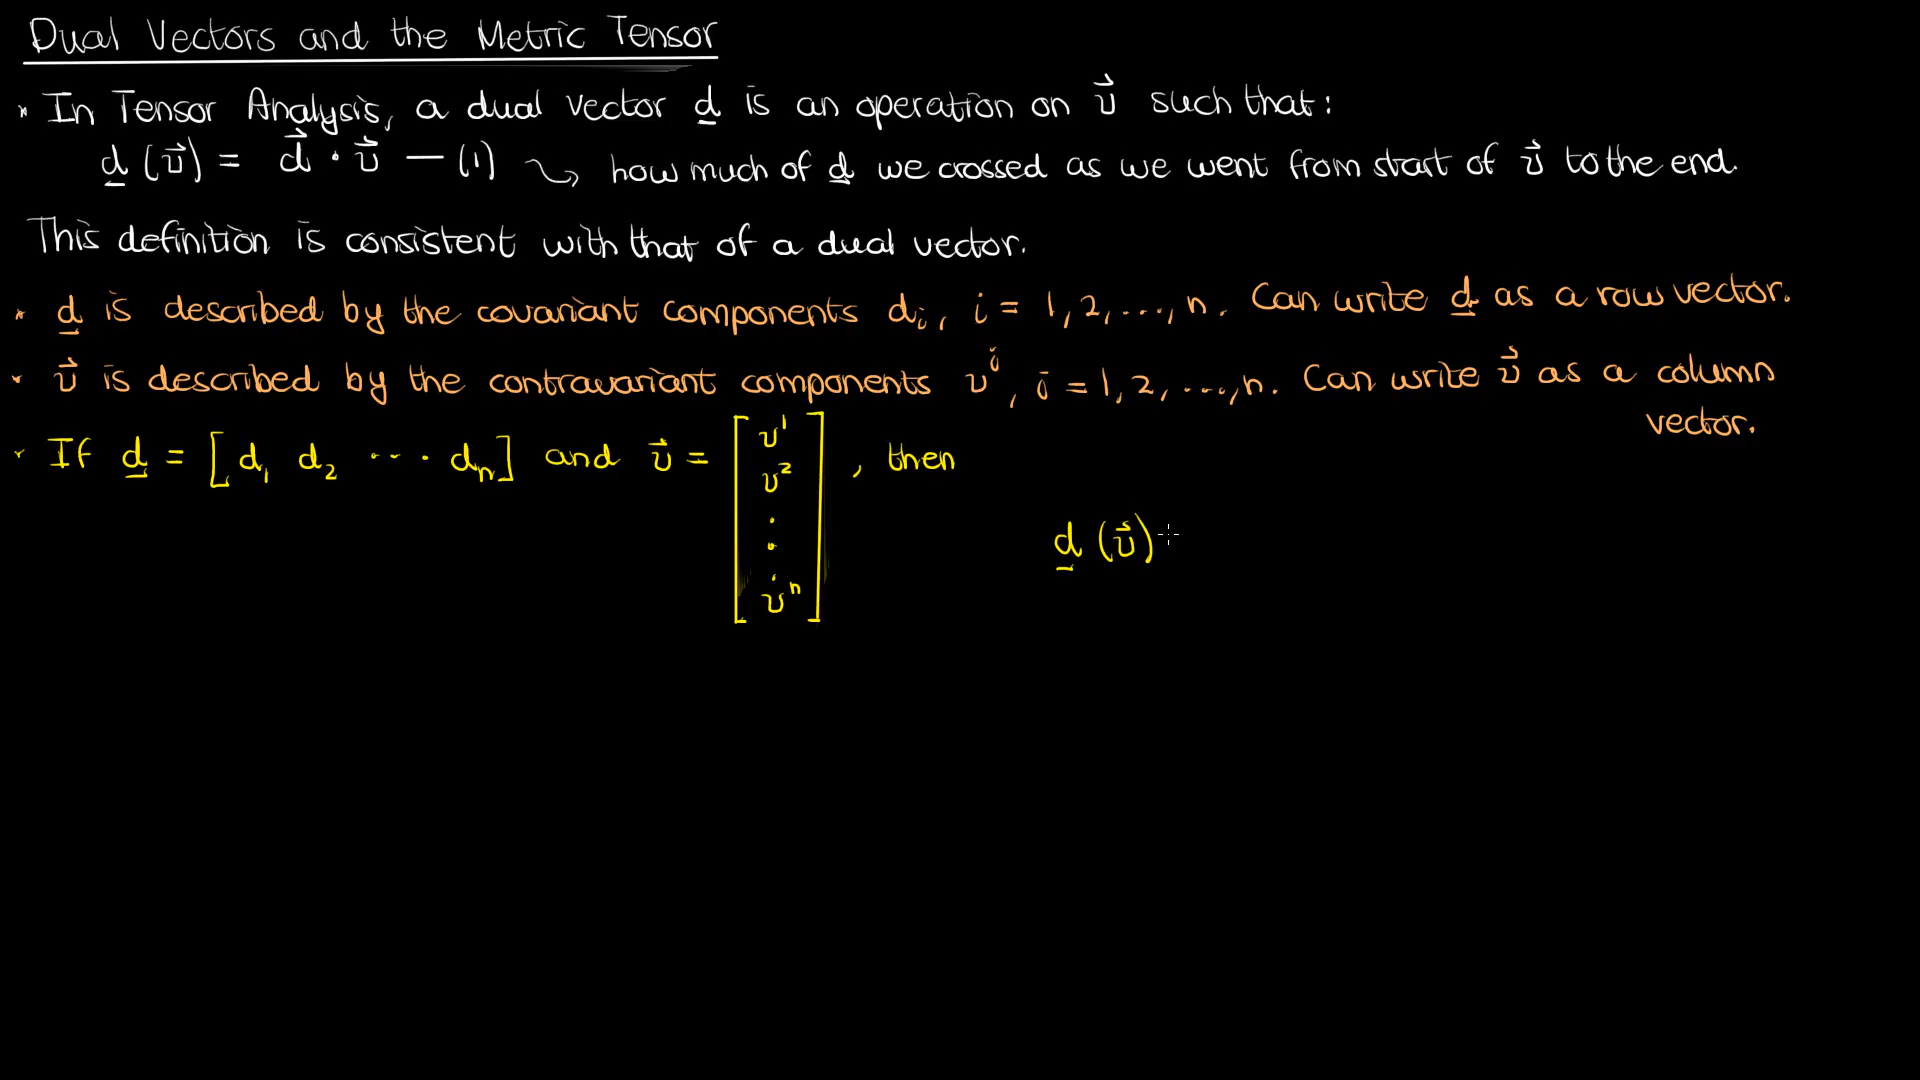 Dual Vectors and the Metric Tensor
* In Tensor Analysis, a dual vector d̲ is an operation on v⃗ such that:
d̲ (v⃗) = d⃗ · v⃗ — (1) ↝ how much of d̲ we crossed as we went from start of v⃗ to the end.
This definition is consistent with that of a dual vector.
* d̲ is described by the covariant components dᵢ, i = 1, 2, ..., n. Can write d̲ as a row vector.
* v⃗ is described by the contravariant components vⁱ, i = 1, 2, ..., n. Can write v⃗ as a column
vector.
* If d̲ = [d₁ d₂ ... dₙ] and v⃗ = [v¹ v² . . . vⁿ], then
d̲ (v⃗)